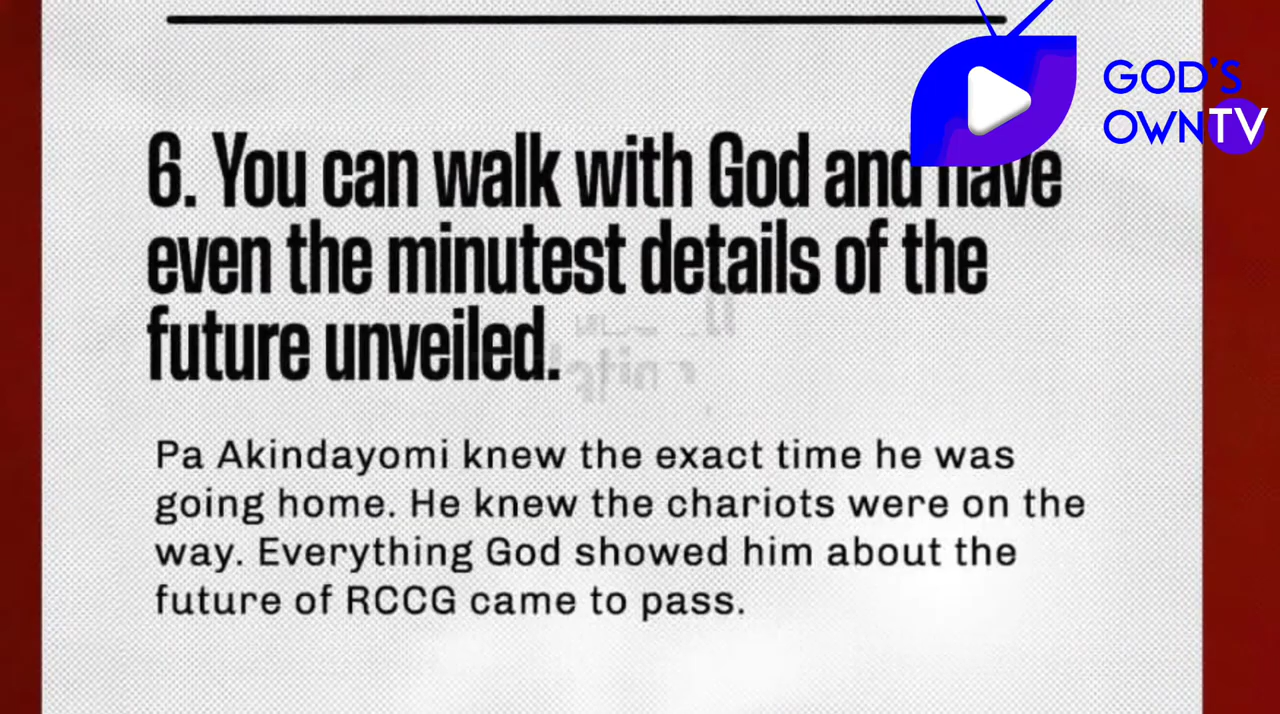 GOD'S
OWNTV
6. You can walk with God and have
even the minutest details of the
future unveiled.
Pa Akindayomi knew the exact time he was
going home. He knew the chariots were on the
way. Everything God showed him about the
future of RCCG came to pass.